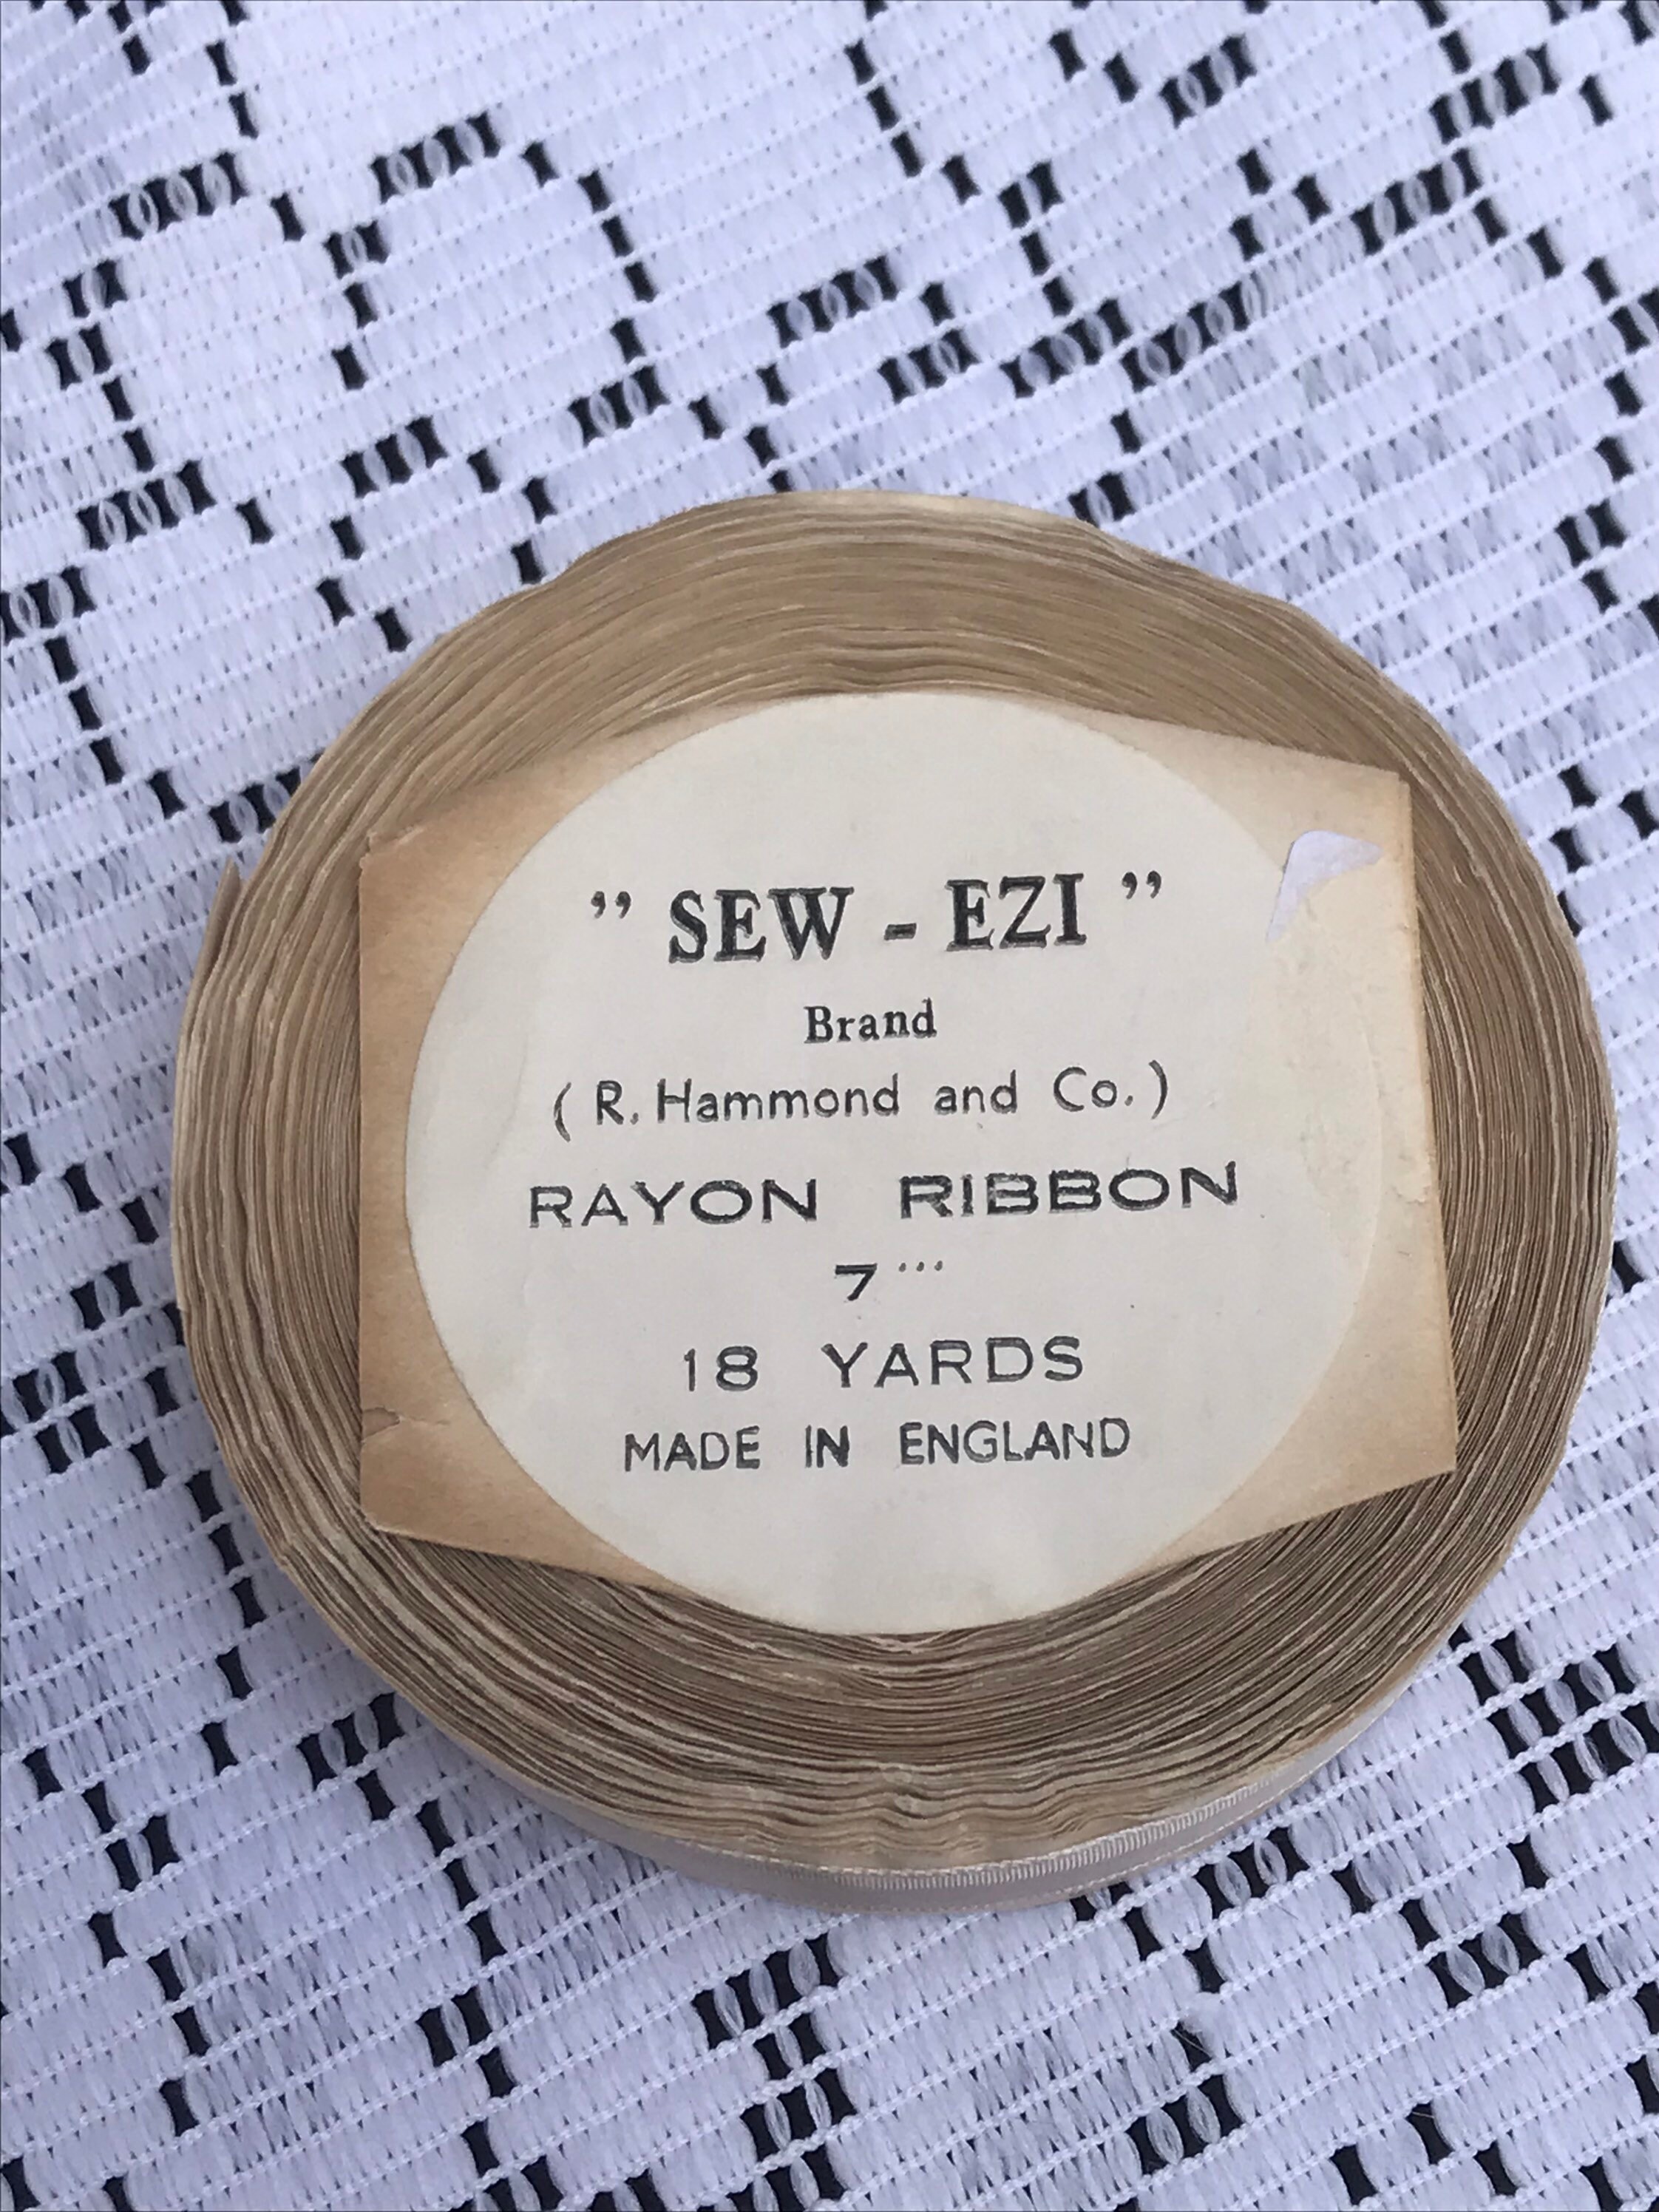 ” SEW - EZI ”
Brand
( R. Hammond and Co. )
RAYON RIBBON
7 '''
18 YARDS
MADE IN ENGLAND